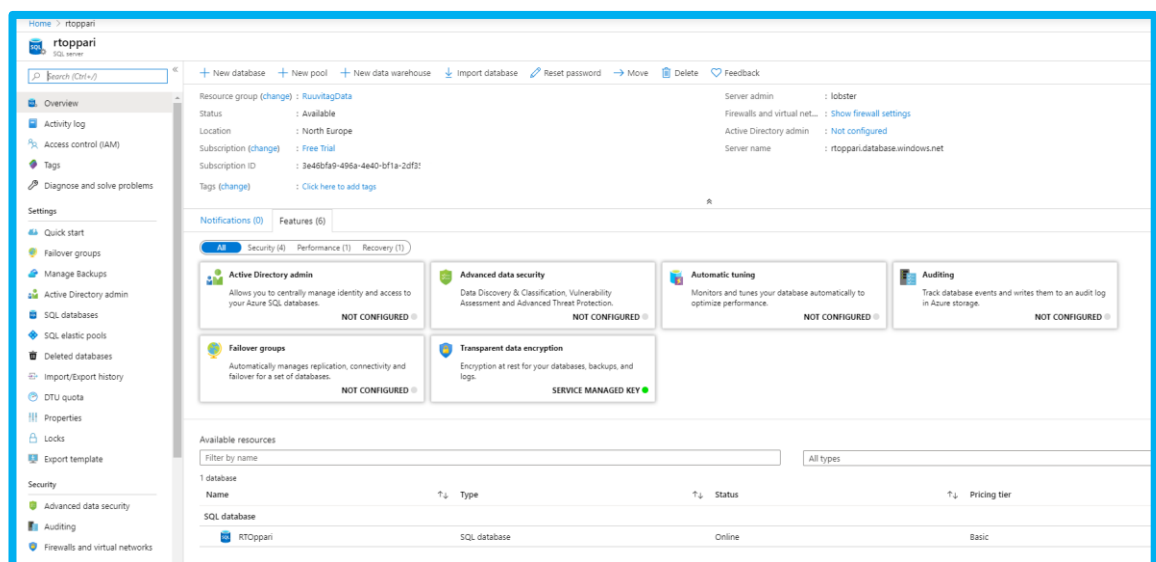 Home > rtoppari
rtoppari
SQL server
Search (Ctrl+/)
«
Overview
Activity log
Access control (IAM)
Tags
Diagnose and solve problems
Settings
Quick start
Failover groups
Manage Backups
Active Directory admin
SQL databases
SQL elastic pools
Deleted databases
Import/Export history
DTU quota
Properties
Locks
Export template
Security
Advanced data security
Auditing
Firewalls and virtual networks
+ New database + New pool + New data warehouse Import database Reset password Move Delete Feedback
Resource group (change) : RuuvitagData
Status : Available
Location : North Europe
Subscription (change) : Free Trial
Subscription ID : 3e46bfa9-496a-4e40-bf1a-2df3
Tags (change) : Click here to add tags
Server admin : lobster
Firewalls and virtual net... : Show firewall settings
Active Directory admin : Not configured
Server name : rtoppari.database.windows.net
Notifications (0) Features (6)
All Security (4) Performance (1) Recovery (1)
Active Directory admin
Allows you to centrally manage identity and access to
your Azure SQL databases.
NOT CONFIGURED
Advanced data security
Data Discovery & Classification, Vulnerability
Assessment and Advanced Threat Protection.
NOT CONFIGURED
Automatic tuning
Monitors and tunes your database automatically to
optimize performance.
NOT CONFIGURED
Auditing
Track database events and writes them to an audit log
in Azure storage.
NOT CONFIGURED
Failover groups
Automatically manages replication, connectivity and
failover for a set of databases.
NOT CONFIGURED
Transparent data encryption
Encryption at rest for your databases, backups, and
logs.
SERVICE MANAGED KEY
Available resources
Filter by name All types
1 database
Name Type Status Pricing tier
SQL database
RTOppari SQL database Online Basic